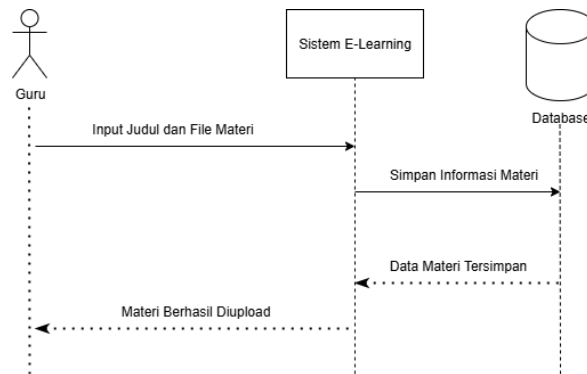 Sistem E-Learning
Guru
Database
Input Judul dan File Materi
Simpan Informasi Materi
Data Materi Tersimpan
Materi Berhasil Diupload